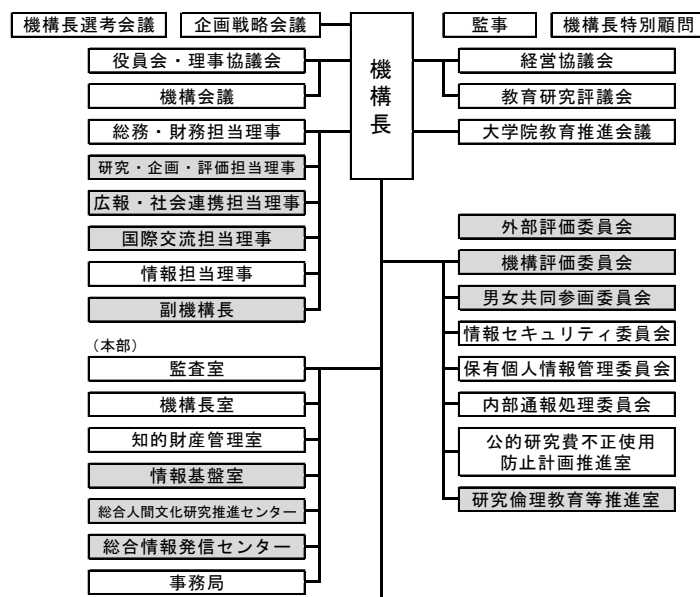 機構長選考会議
企画戦略会議
監事
機構長特別顧問
機構長
役員会・理事協議会
機構会議
総務・財務担当理事
研究・企画・評価担当理事
広報・社会連携担当理事
国際交流担当理事
情報担当理事
副機構長
経営協議会
教育研究評議会
大学院教育推進会議
外部評価委員会
機構評価委員会
男女共同参画委員会
情報セキュリティ委員会
保有個人情報管理委員会
内部通報処理委員会
公的研究費不正使用
防止計画推進室
研究倫理教育等推進室
（本部）
監査室
機構長室
知的財産管理室
情報基盤室
総合人間文化研究推進センター
総合情報発信センター
事務局